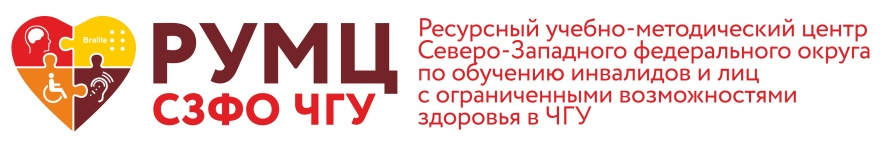 Braille
РУМЦ
СЗФО ЧГУ
Ресурсный учебно-методический центр
Северо-Западного федерального округа
по обучению инвалидов и лиц
с ограниченными возможностями
здоровья в ЧГУ